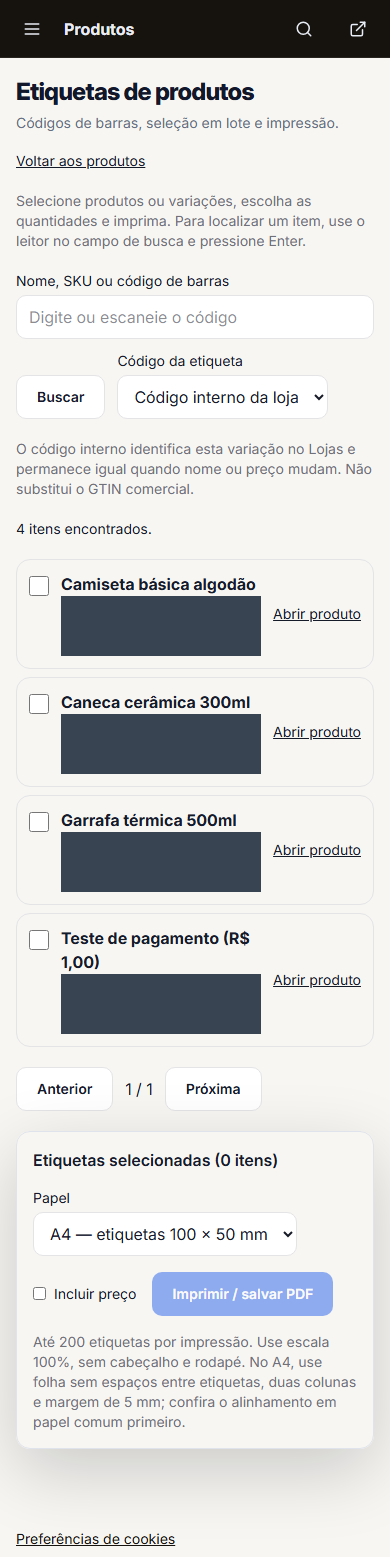 Produtos
Etiquetas de produtos
Códigos de barras, seleção em lote e impressão.
Voltar aos produtos
Selecione produtos ou variações, escolha as
quantidades e imprima. Para localizar um item, use o
leitor no campo de busca e pressione Enter.
Nome, SKU ou código de barras
Digite ou escaneie o código
Código da etiqueta
Buscar
Código interno da loja
O código interno identifica esta variação no Lojas e
permanece igual quando nome ou preço mudam. Não
substitui o GTIN comercial.
4 itens encontrados.
Camiseta básica algodão
Abrir produto
Caneca cerâmica 300ml
Abrir produto
Garrafa térmica 500ml
Abrir produto
Teste de pagamento (R$
1,00)
Abrir produto
Anterior 1 / 1 Próxima
Etiquetas selecionadas (0 itens)
Papel
A4 — etiquetas 100 × 50 mm
Incluir preço Imprimir / salvar PDF
Até 200 etiquetas por impressão. Use escala
100%, sem cabeçalho e rodapé. No A4, use
folha sem espaços entre etiquetas, duas colunas
e margem de 5 mm; confira o alinhamento em
papel comum primeiro.
Preferências de cookies